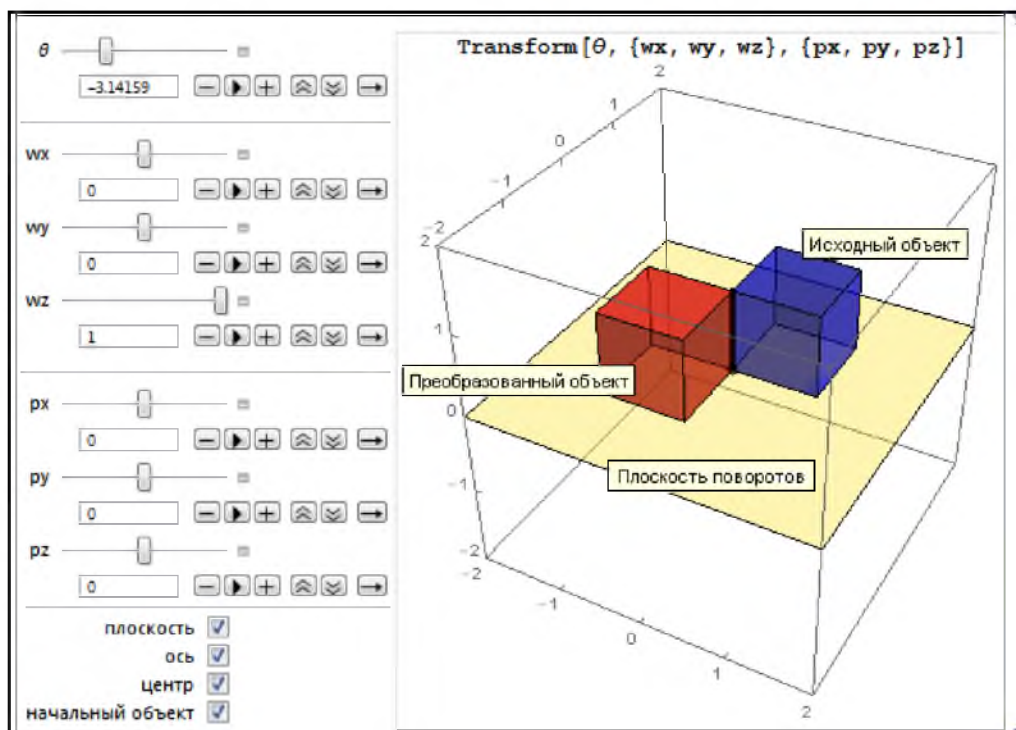 θ
-3.14159
wx
0
wy
0
wz
1
px
0
py
0
pz
0
плоскость
ось
центр
начальный объект
Transform[θ, {wx, wy, wz}, {px, py, pz}]
2
1
0
-1
-2
2
Исходный объект
1
Преобразованный объект
0
Плоскость поворотов
-1
-2
-2
-1
0
1
2